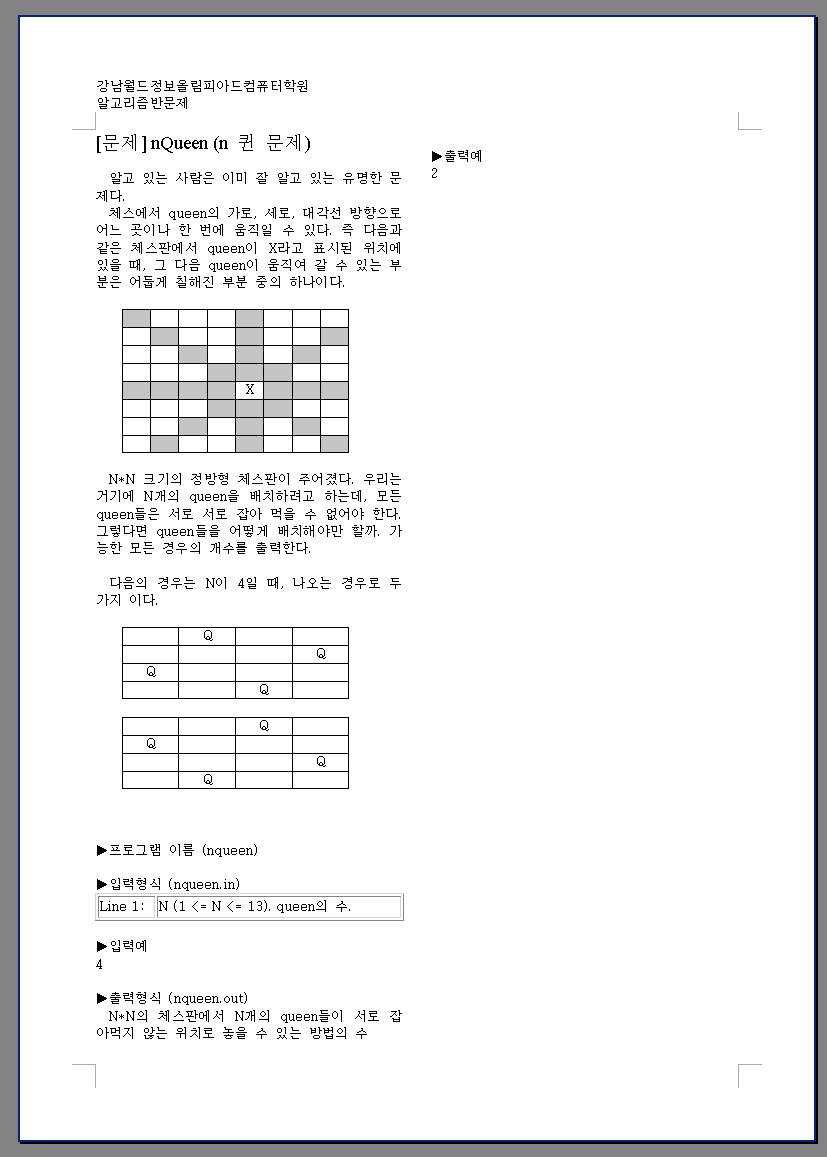 강남월드정보올림피아드컴퓨터학원
알고리즘반문제
[문제] nQueen (n 퀸 문제)
알고 있는 사람은 이미 잘 알고 있는 유명한 문
제다.
체스에서 queen의 가로, 세로, 대각선 방향으로
어느 곳이나 한 번에 움직일 수 있다. 즉 다음과
같은 체스판에서 queen이 X라고 표시된 위치에
있을 때, 그 다음 queen이 움직여 갈 수 있는 부
분은 어둡게 칠해진 부분 중의 하나이다.
X
N*N 크기의 정방형 체스판이 주어졌다. 우리는
거기에 N개의 queen을 배치하려고 하는데, 모든
queen들은 서로 서로 잡아 먹을 수 없어야 한다.
그렇다면 queen들을 어떻게 배치해야만 할까. 가
능한 모든 경우의 개수를 출력한다.
다음의 경우는 N이 4일 때, 나오는 경우로 두
가지 이다.
Q
Q
Q
Q
Q
Q
Q
Q
▶프로그램 이름 (nqueen)
▶입력형식 (nqueen.in)
Line 1: N (1 <= N <= 13). queen의 수.
▶입력예
4
▶출력형식 (nqueen.out)
N*N의 체스판에서 N개의 queen들이 서로 잡
아먹지 않는 위치로 놓을 수 있는 방법의 수
▶출력예
2